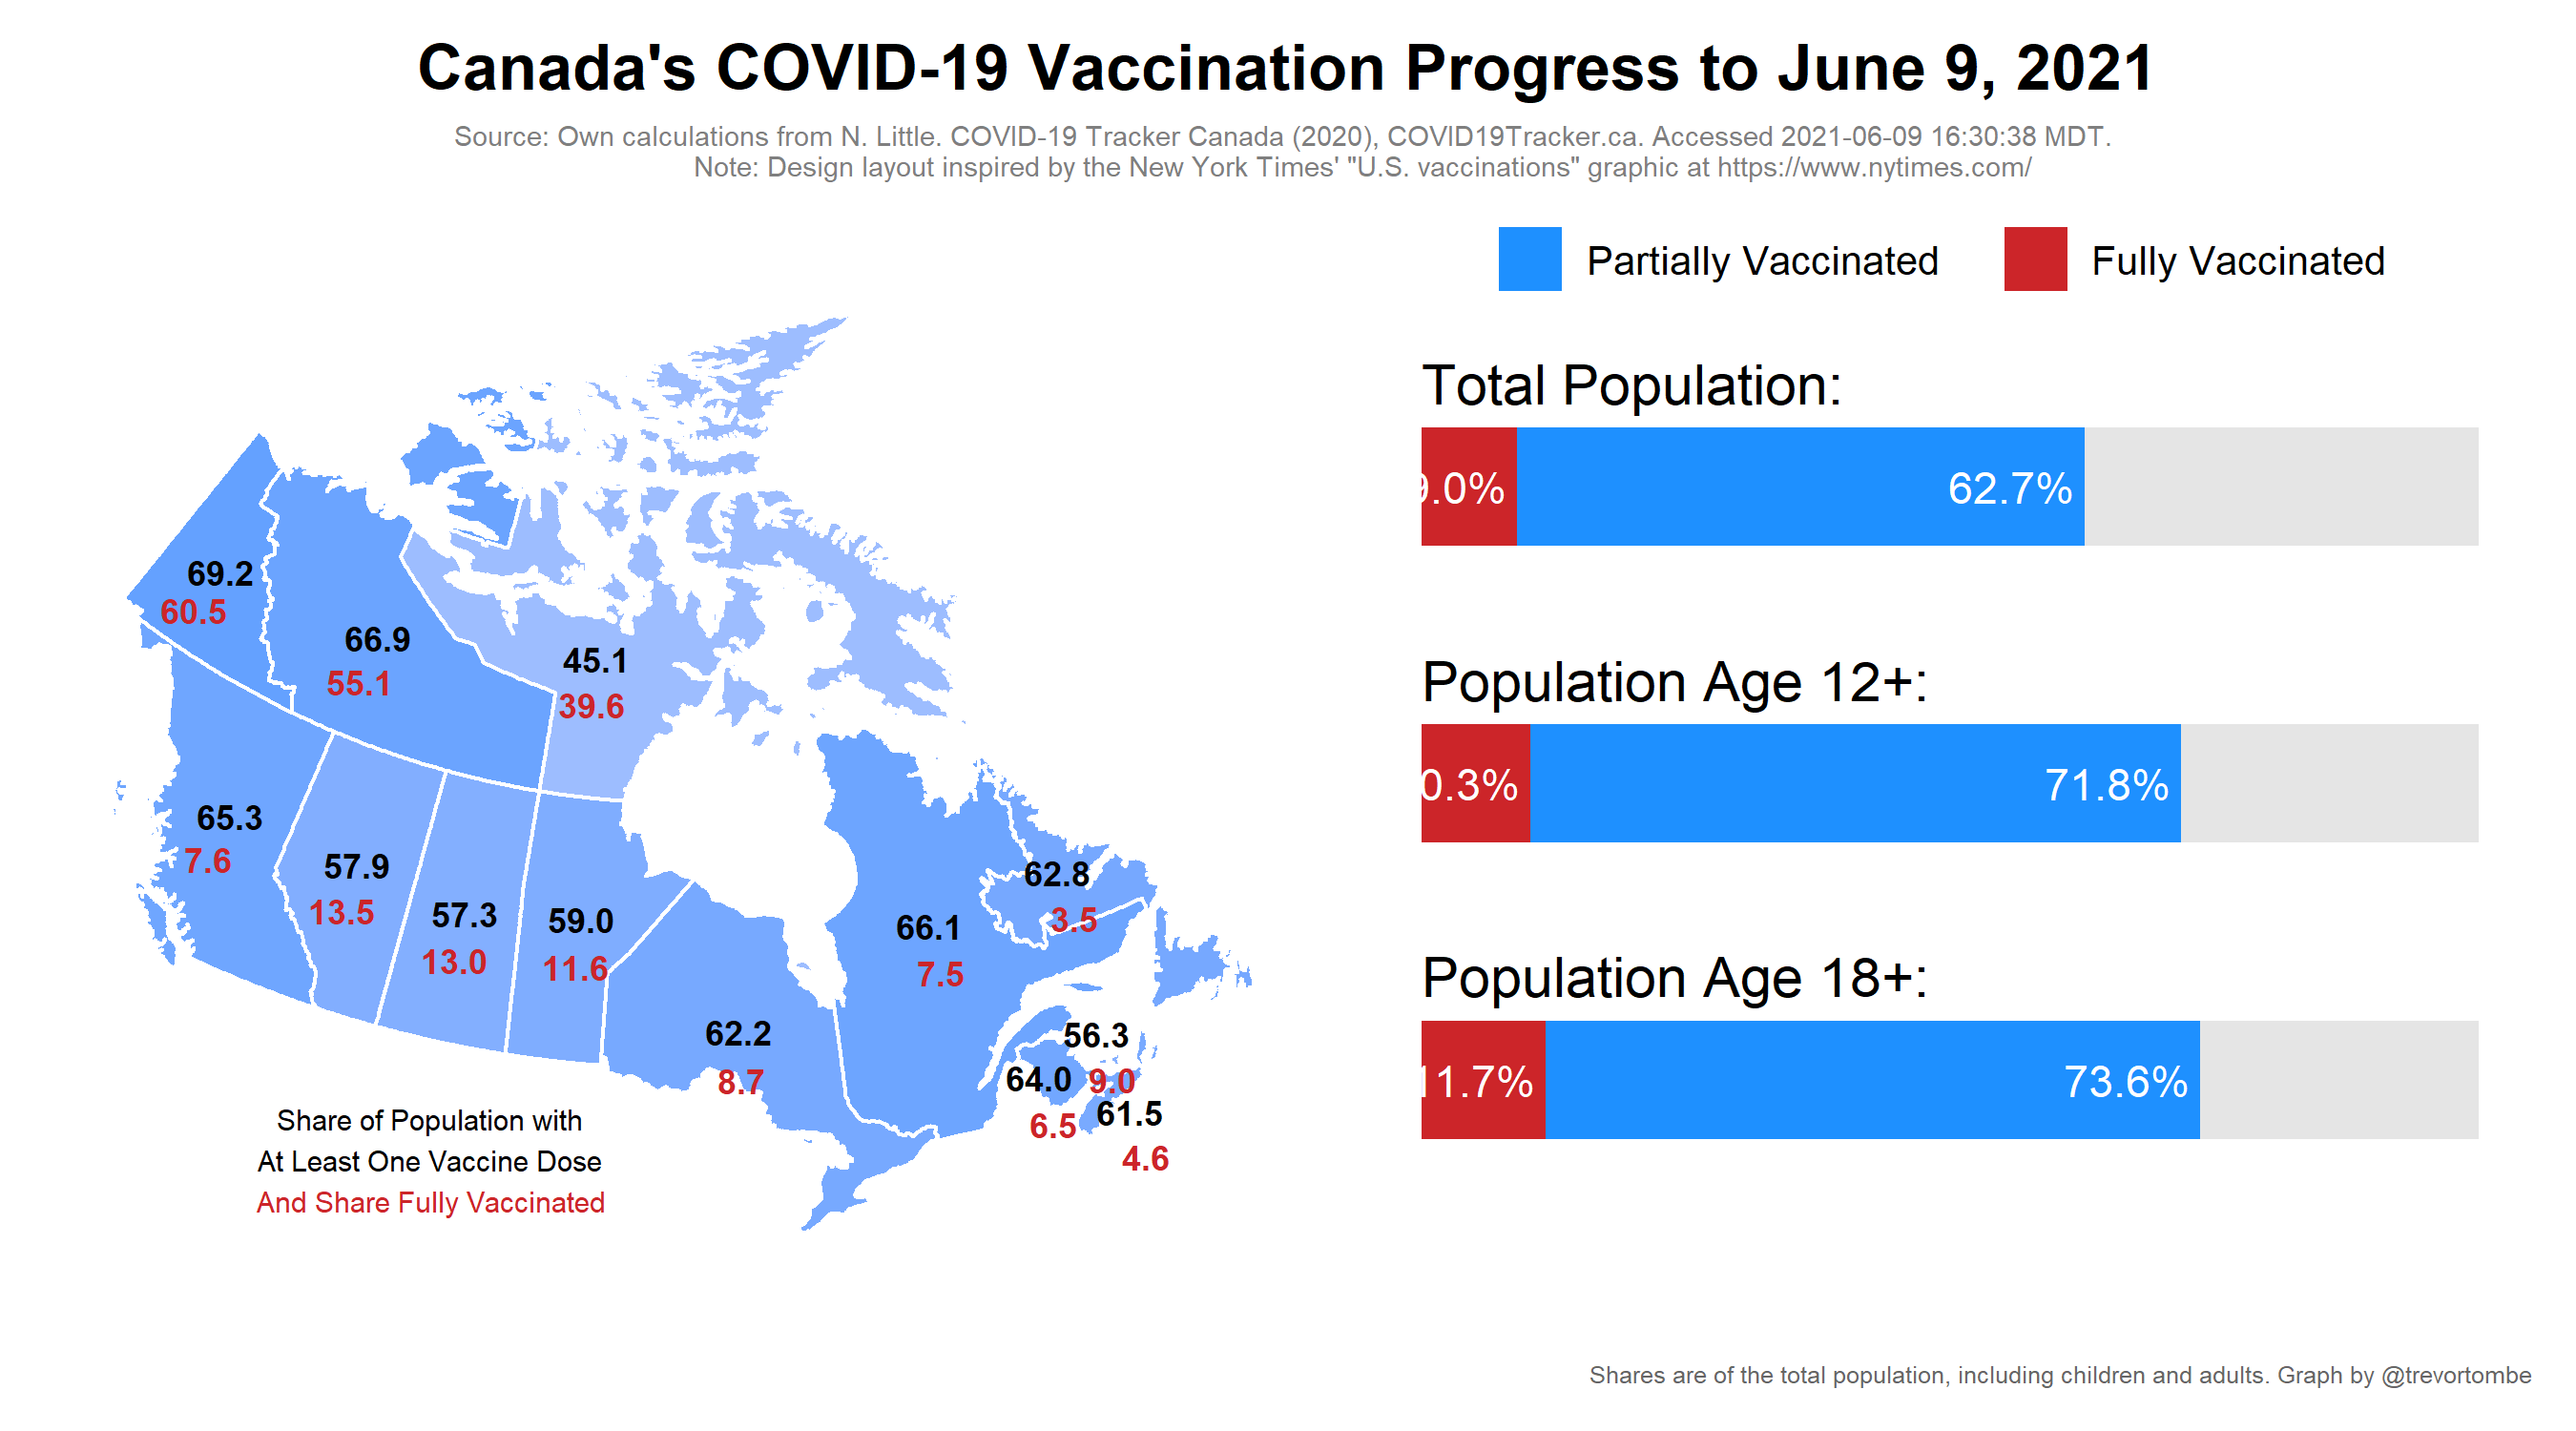 Canada's COVID-19 Vaccination Progress to June 9, 2021
Source: Own calculations from N. Little. COVID-19 Tracker Canada (2020), COVID19Tracker.ca. Accessed 2021-06-09 16:30:38 MDT.
Note: Design layout inspired by the New York Times' "U.S. vaccinations" graphic at https://www.nytimes.com/
Partially Vaccinated
Fully Vaccinated
69.2
60.5
66.9
55.1
45.1
39.6
65.3
7.6
57.9
13.5
57.3
13.0
59.0
11.6
62.2
8.7
66.1
7.5
62.8
3.5
56.3
9.0
64.0
6.5
61.5
4.6
Share of Population with
At Least One Vaccine Dose
And Share Fully Vaccinated
Total Population:
9.0%
62.7%
Population Age 12+:
0.3%
71.8%
Population Age 18+:
11.7%
73.6%
Shares are of the total population, including children and adults. Graph by @trevortombe